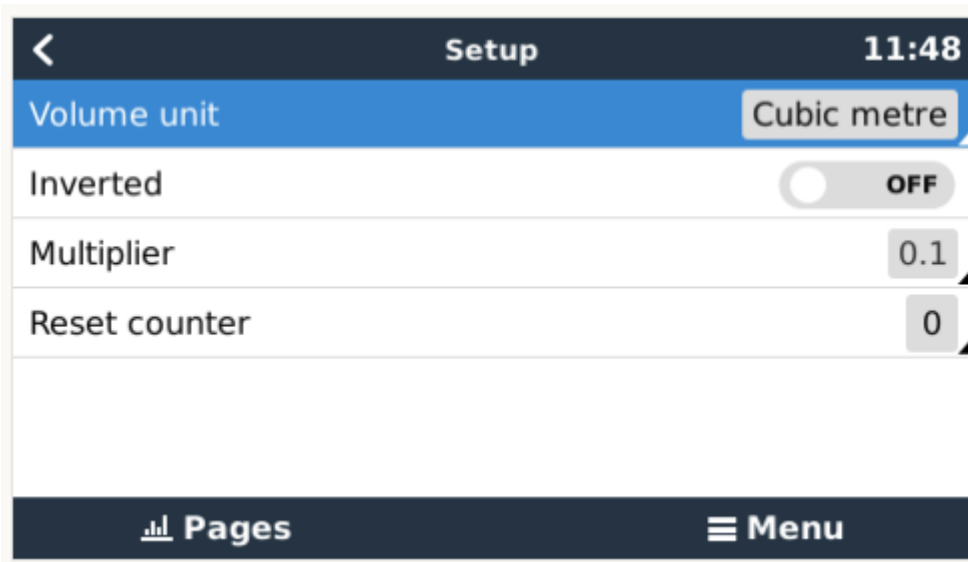 Setup 11:48
Volume unit Cubic metre
Inverted OFF
Multiplier 0.1
Reset counter 0
Pages Menu